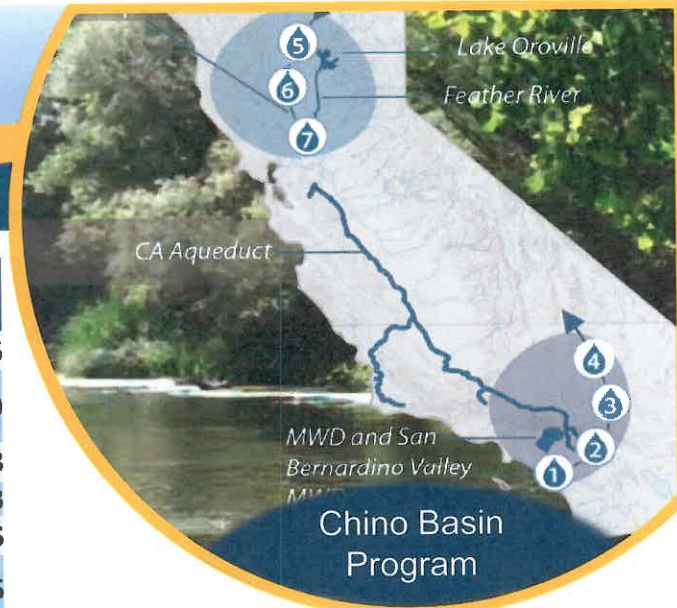 5
Lake Oroville
6
Feather River
7
CA Aqueduct
4
3
MWD and San
2
Bernardino Valley
1
MWD
Chino Basin
Program